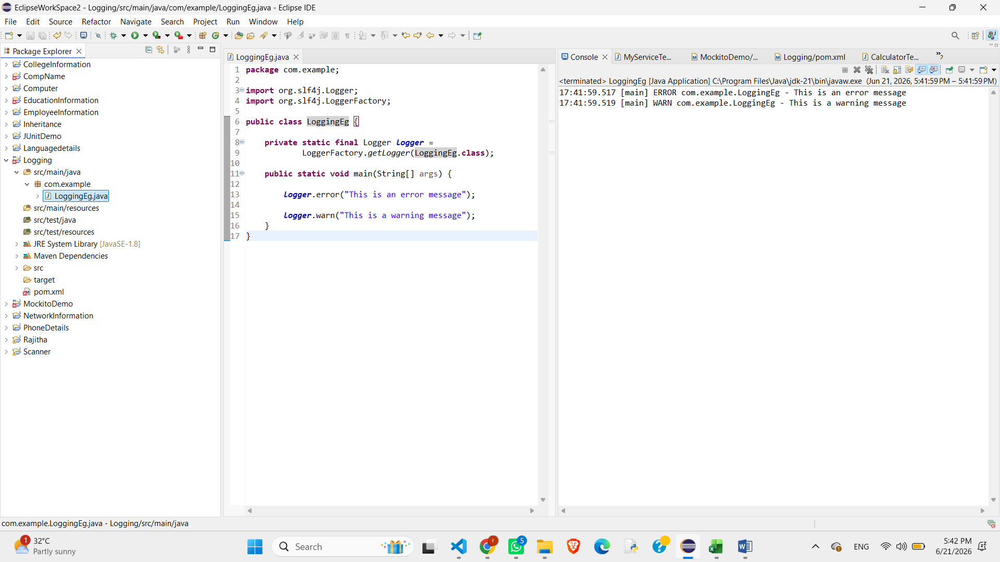 EclipseWorkSpace2 - Logging/src/main/java/com/example/LoggingEg.java - Eclipse IDE
File Edit Source Refactor Navigate Search Project Run Window Help
Package Explorer
CollegeInformation
CompName
Computer
EducationInformation
EmployeeInformation
Inheritance
JUnitDemo
Languagedetails
Logging
src/main/java
com.example
LoggingEg.java
src/main/resources
src/test/java
src/test/resources
JRE System Library [JavaSE-1.8]
Maven Dependencies
src
target
pom.xml
MockitoDemo
NetworkInformation
PhoneDetails
Rajitha
Scanner
LoggingEg.java
1 package com.example;
2
3 import org.slf4j.Logger;
4 import org.slf4j.LoggerFactory;
5
6 public class LoggingEg {
7
8 private static final Logger logger =
9 LoggerFactory.getLogger(LoggingEg.class);
10
11 public static void main(String[] args) {
12
13 logger.error("This is an error message");
14
15 logger.warn("This is a warning message");
16 }
17 }
Console MyServiceTe... MockitoDemo/... Logging/pom.xml CalculatorTe... »2
<terminated> LoggingEg [Java Application] C:\Program Files\Java\jdk-21\bin\javaw.exe (Jun 21, 2026, 5:41:59 PM – 5:41:59 PM)
17:41:59.517 [main] ERROR com.example.LoggingEg - This is an error message
17:41:59.519 [main] WARN com.example.LoggingEg - This is a warning message
com.example.LoggingEg.java - Logging/src/main/java
1
32°C
Partly sunny
Search
r
5
ENG
5:42 PM
6/21/2026